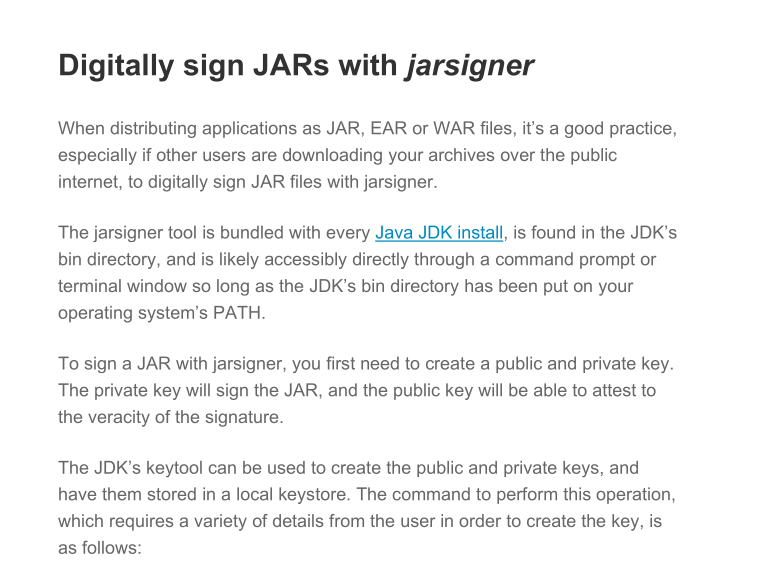 Digitally sign JARs with jarsigner
When distributing applications as JAR, EAR or WAR files, it’s a good practice,
especially if other users are downloading your archives over the public
internet, to digitally sign JAR files with jarsigner.
The jarsigner tool is bundled with every Java JDK install, is found in the JDK’s
bin directory, and is likely accessibly directly through a command prompt or
terminal window so long as the JDK’s bin directory has been put on your
operating system’s PATH.
To sign a JAR with jarsigner, you first need to create a public and private key.
The private key will sign the JAR, and the public key will be able to attest to
the veracity of the signature.
The JDK’s keytool can be used to create the public and private keys, and
have them stored in a local keystore. The command to perform this operation,
which requires a variety of details from the user in order to create the key, is
as follows: